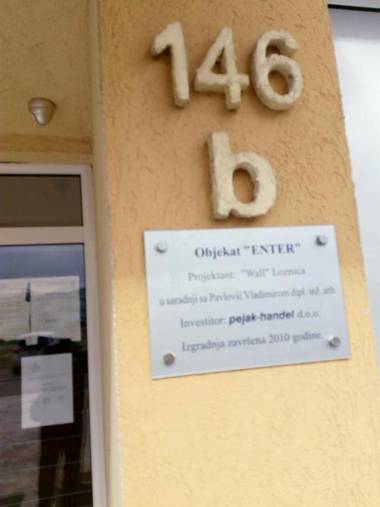 146
b
Objekat "ENTER"
Projektant: "Wall" Loznica
u saradnji sa Pavlović Vladimirom dipl. inž. arh
Investitor: pejak-handel d.o.o.
Izgradnja završena 2010 godine.